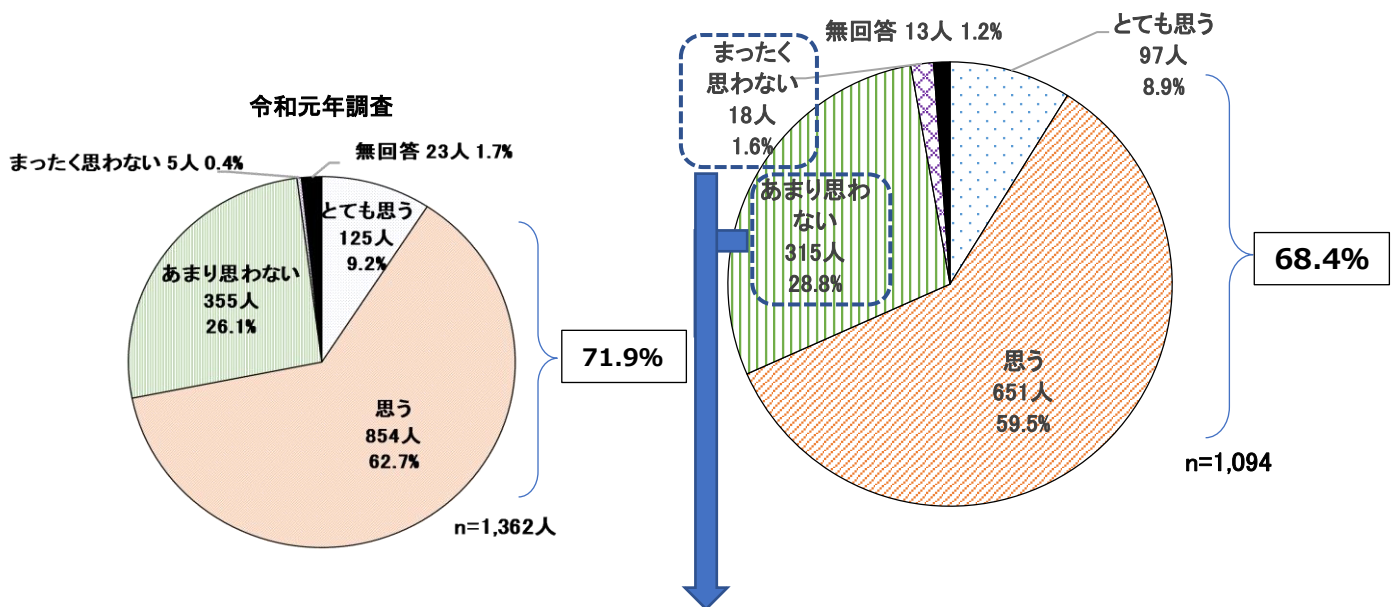 令和元年調査
まったく思わない 5人 0.4%
無回答 23人 1.7%
とても思う
125人
9.2%
あまり思わない
355人
26.1%
思う
854人
62.7%
71.9%
n=1,362人
無回答 13人 1.2%
とても思う
97人
8.9%
まったく
思わない
18人
1.6%
あまり思わ
ない
315人
28.8%
思う
651人
59.5%
68.4%
n=1,094